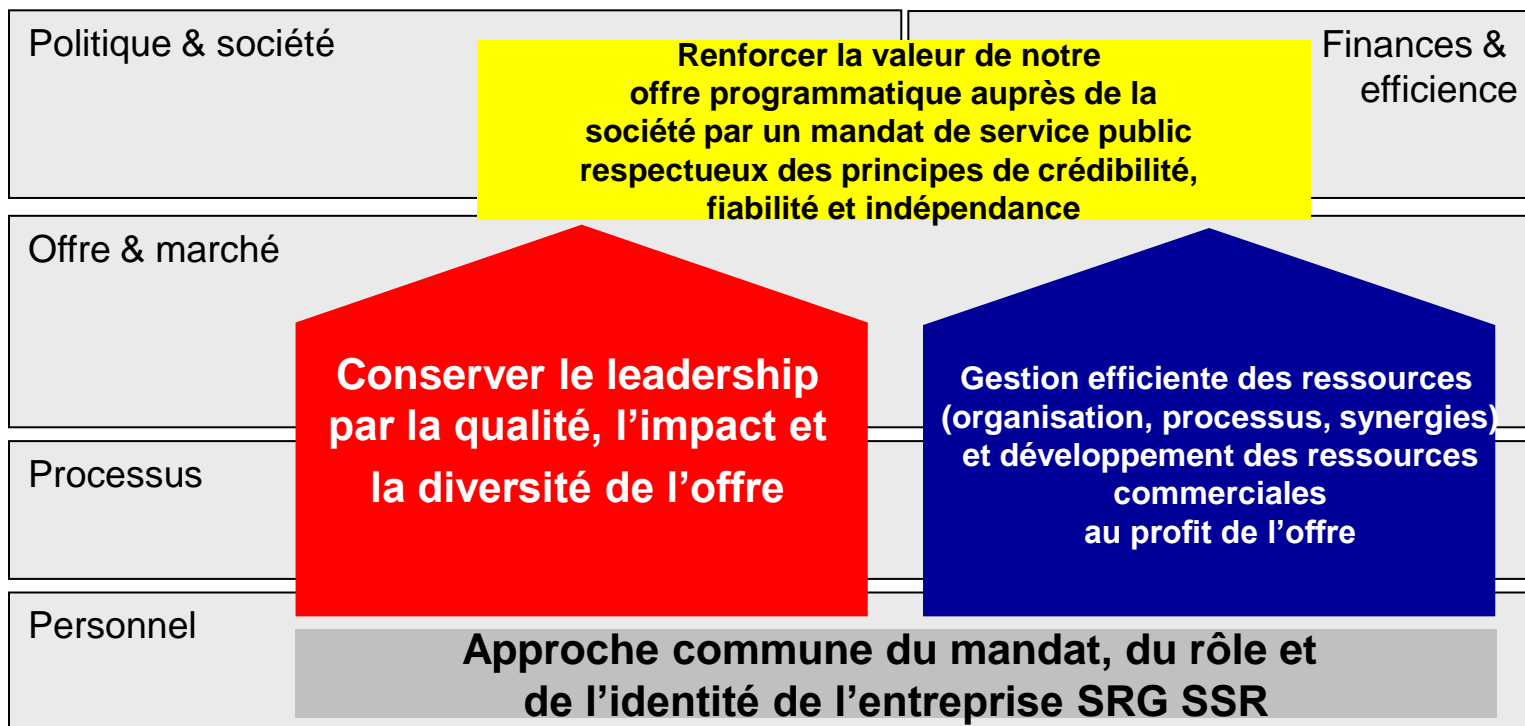 Politique & société
Finances &
efficience
Renforcer la valeur de notre
offre programmatique auprès de la
société par un mandat de service public
respectueux des principes de crédibilité,
fiabilité et indépendance
Offre & marché
Conserver le leadership
par la qualité, l’impact et
la diversité de l’offre
Gestion efficiente des ressources
(organisation, processus, synergies)
et développement des ressources
commerciales
au profit de l’offre
Processus
Personnel
Approche commune du mandat, du rôle et
de l’identité de l’entreprise SRG SSR